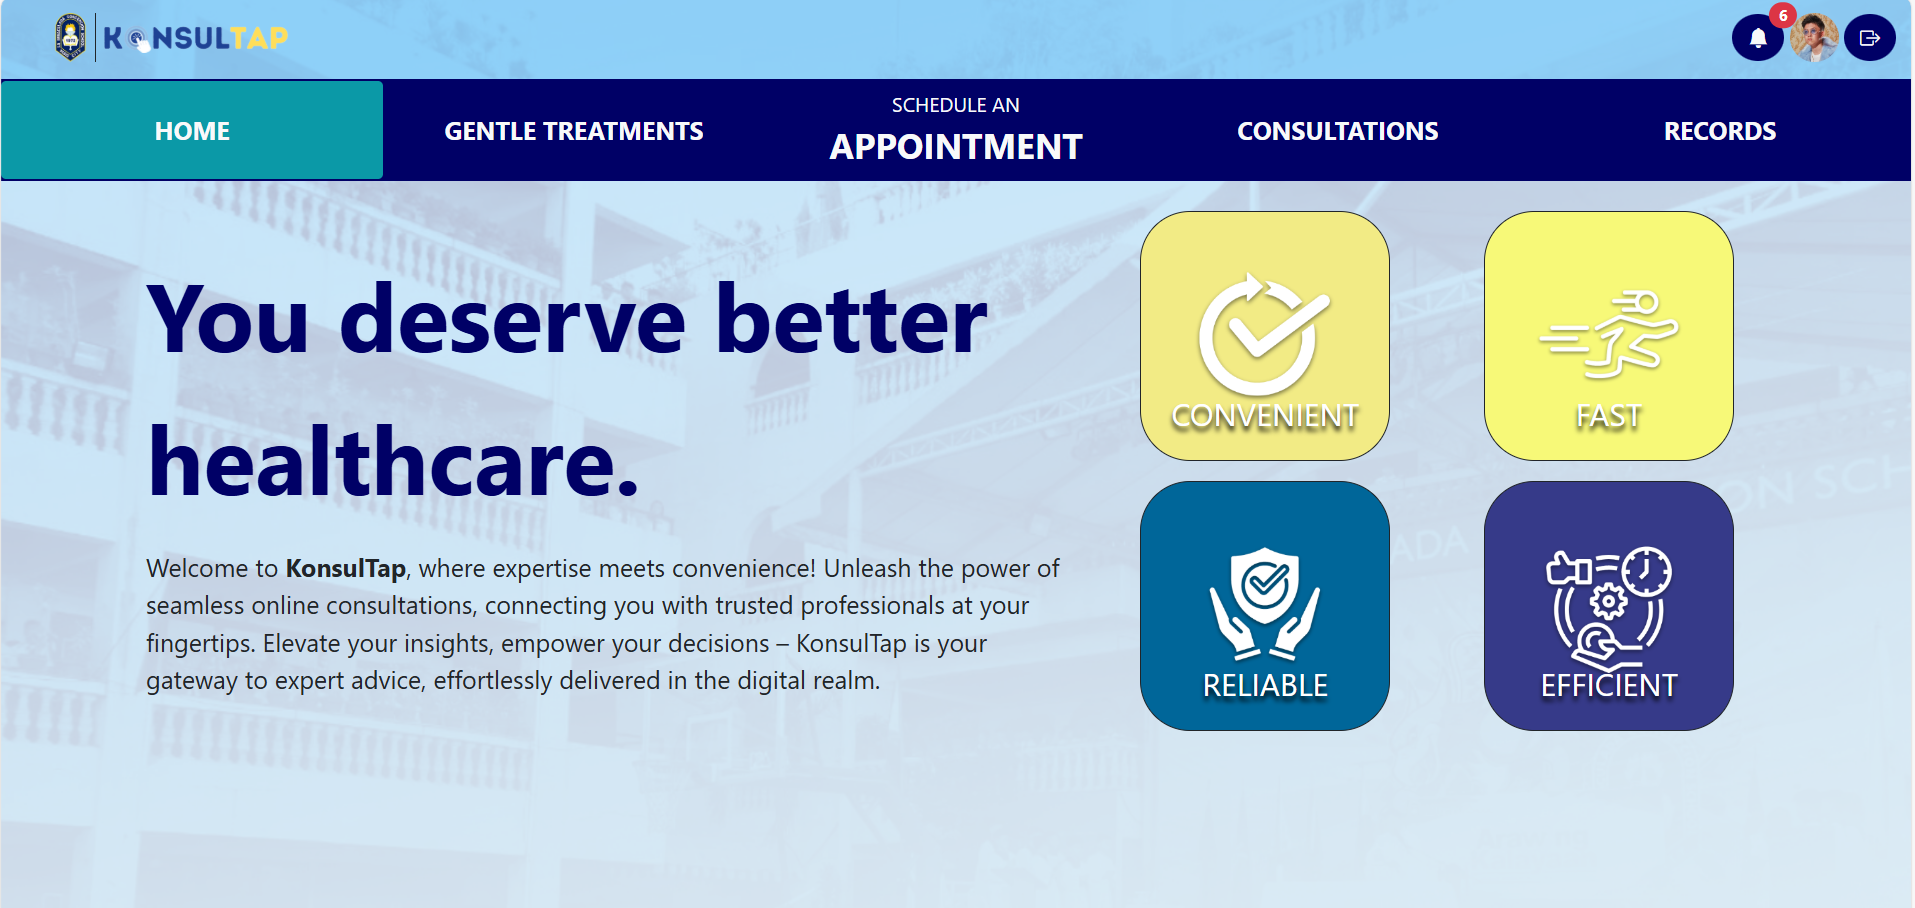 KONSULTAP
6
HOME
GENTLE TREATMENTS
SCHEDULE AN
APPOINTMENT
CONSULTATIONS
RECORDS
You deserve better
healthcare.
Welcome to KonsulTap, where expertise meets convenience! Unleash the power of
seamless online consultations, connecting you with trusted professionals at your
fingertips. Elevate your insights, empower your decisions – KonsulTap is your
gateway to expert advice, effortlessly delivered in the digital realm.
CONVENIENT
FAST
RELIABLE
EFFICIENT
ADA
ON SCH